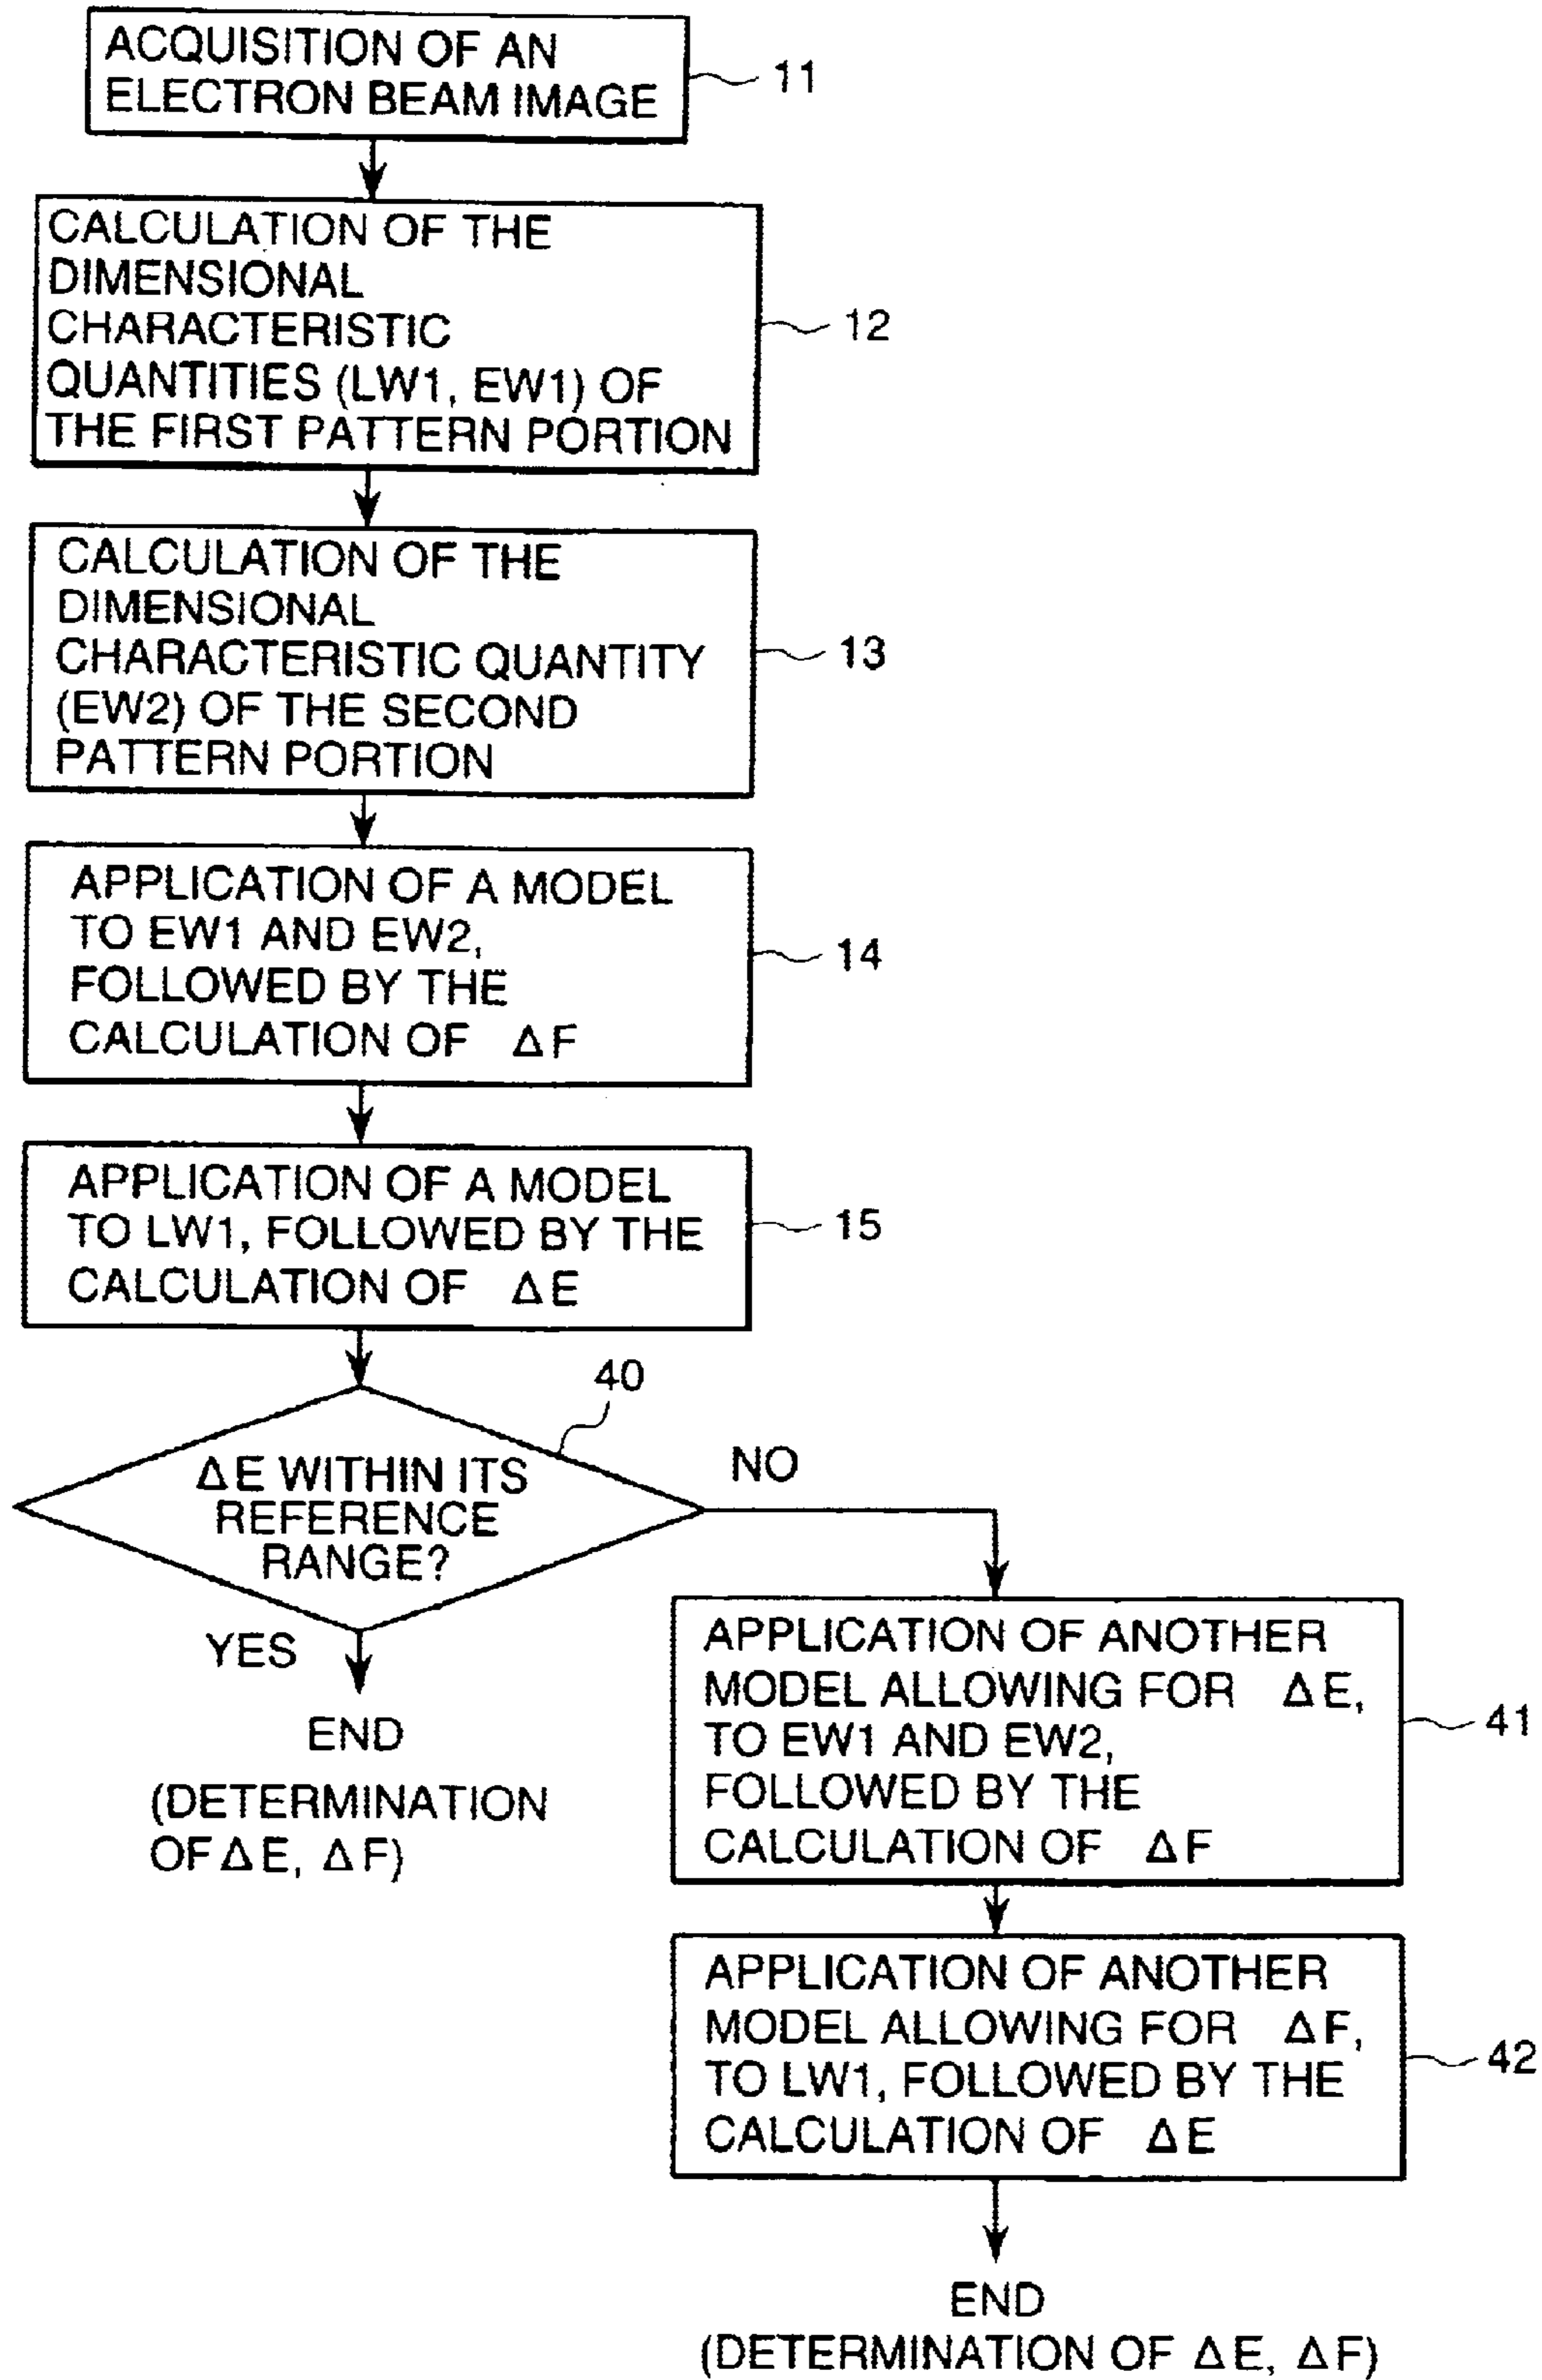 ACQUISITION OF AN
ELECTRON BEAM IMAGE
11
CALCULATION OF THE
DIMENSIONAL
CHARACTERISTIC
QUANTITIES (LW1, EW1) OF
THE FIRST PATTERN PORTION
12
CALCULATION OF THE
DIMENSIONAL
CHARACTERISTIC QUANTITY
(EW2) OF THE SECOND
PATTERN PORTION
13
APPLICATION OF A MODEL
TO EW1 AND EW2,
FOLLOWED BY THE
CALCULATION OF ΔF
14
APPLICATION OF A MODEL
TO LW1, FOLLOWED BY THE
CALCULATION OF ΔE
15
40
ΔE WITHIN ITS
REFERENCE
RANGE?
NO
YES
END
(DETERMINATION
OF ΔE, ΔF)
APPLICATION OF ANOTHER
MODEL ALLOWING FOR ΔE,
TO EW1 AND EW2,
FOLLOWED BY THE
CALCULATION OF ΔF
41
APPLICATION OF ANOTHER
MODEL ALLOWING FOR ΔF,
TO LW1, FOLLOWED BY THE
CALCULATION OF ΔE
42
END
(DETERMINATION OF ΔE, ΔF)